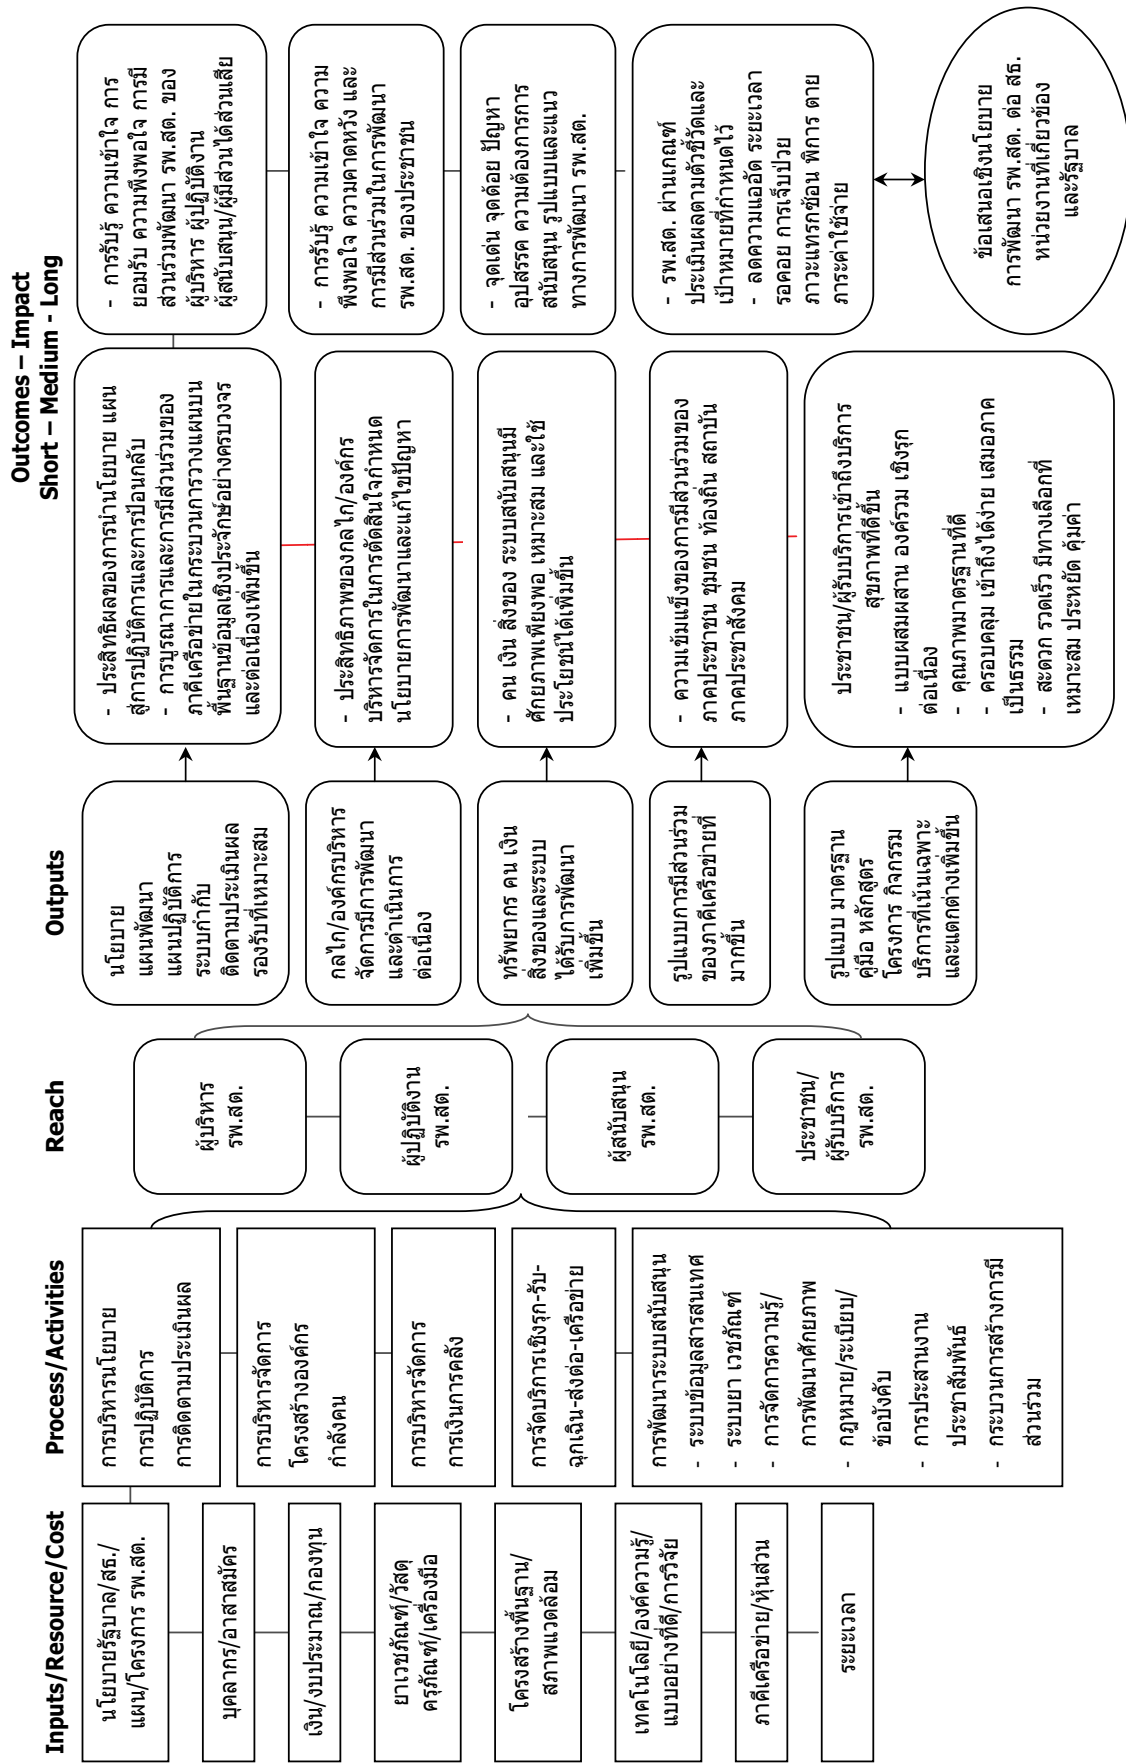 Inputs/Resource/Cost
นโยบายรัฐบาล/สธ./
แผน/โครงการ รพ.สต.
บุคลากร/อาสาสมัคร
เงิน/งบประมาณ/กองทุน
ยาเวชภัณฑ์/วัสดุ
ครุภัณฑ์/เครื่องมือ
โครงสร้างพื้นฐาน/
สภาพแวดล้อม
เทคโนโลยี/องค์ความรู้/
แบบอย่างที่ดี/การวิจัย
ภาคีเครือข่าย/หุ้นส่วน
ระยะเวลา
Process/Activities
การบริหารนโยบาย
การปฏิบัติการ
การติดตามประเมินผล
การบริหารจัดการ
โครงสร้างองค์กร
กำลังคน
การบริหารจัดการ
การเงินการคลัง
การจัดบริการเชิงรุก-รับ-
ฉุกเฉิน-ส่งต่อ-เครือข่าย
การพัฒนาระบบสนับสนุน
- ระบบข้อมูลสารสนเทศ
- ระบบยา เวชภัณฑ์
- การจัดการความรู้/
การพัฒนาศักยภาพ
- กฎหมาย/ระเบียบ/
ข้อบังคับ
- การประสานงาน
ประชาสัมพันธ์
- กระบวนการสร้างการมี
ส่วนร่วม
Reach
ผู้บริหาร
รพ.สต.
ผู้ปฏิบัติงาน
รพ.สต.
ผู้สนับสนุน
รพ.สต.
ประชาชน/
ผู้รับบริการ
รพ.สต.
Outputs
นโยบาย
แผนพัฒนา
แผนปฏิบัติการ
ระบบกำกับ
ติดตามประเมินผล
รองรับที่เหมาะสม
กลไก/องค์กรบริหาร
จัดการมีการพัฒนา
และดำเนินการ
ต่อเนื่อง
ทรัพยากร คน เงิน
สิ่งของและระบบ
ได้รับการพัฒนา
เพิ่มขึ้น
รูปแบบการมีส่วนร่วม
ของภาคีเครือข่ายที่
มากขึ้น
รูปแบบ มาตรฐาน
คู่มือ หลักสูตร
โครงการ กิจกรรม
บริการที่เน้นเฉพาะ
และแตกต่างเพิ่มขึ้น
Outcomes – Impact
Short – Medium - Long
- ประสิทธิผลของการนำนโยบาย แผน
สู่การปฏิบัติการและการป้อนกลับ
- การบูรณาการและการมีส่วนร่วมของ
ภาคีเครือข่ายในกระบวนการวางแผนบน
พื้นฐานข้อมูลเชิงประจักษ์อย่างครบวงจร
และต่อเนื่องเพิ่มขึ้น
- ประสิทธิภาพของกลไก/องค์กร
บริหารจัดการในการตัดสินใจกำหนด
นโยบายการพัฒนาและแก้ไขปัญหา
- คน เงิน สิ่งของ ระบบสนับสนุนมี
ศักยภาพเพียงพอ เหมาะสม และใช้
ประโยชน์ได้เพิ่มขึ้น
- ความเข้มแข็งของการมีส่วนร่วมของ
ภาคประชาชน ชุมชน ท้องถิ่น สถาบัน
ภาคประชาสังคม
ประชาชน/ผู้รับบริการเข้าถึงบริการ
สุขภาพที่ดีขึ้น
- แบบผสมผสาน องค์รวม เชิงรุก
ต่อเนื่อง
- คุณภาพมาตรฐานที่ดี
- ครอบคลุม เข้าถึงได้ง่าย เสมอภาค
เป็นธรรม
- สะดวก รวดเร็ว มีทางเลือกที่
เหมาะสม ประหยัด คุ้มค่า
- การรับรู้ ความเข้าใจ การ
ยอมรับ ความพึงพอใจ การมี
ส่วนร่วมพัฒนา รพ.สต. ของ
ผู้บริหาร ผู้ปฏิบัติงาน
ผู้สนับสนุน/ผู้มีส่วนได้ส่วนเสีย
- การรับรู้ ความเข้าใจ ความ
พึงพอใจ ความคาดหวัง และ
การมีส่วนร่วมในการพัฒนา
รพ.สต. ของประชาชน
- จุดเด่น จุดด้อย ปัญหา
อุปสรรค ความต้องการการ
สนับสนุน รูปแบบและแนว
ทางการพัฒนา รพ.สต.
- รพ.สต. ผ่านเกณฑ์
ประเมินผลตามตัวชี้วัดและ
เป้าหมายที่กำหนดไว้
- ลดความแออัด ระยะเวลา
รอคอย การเจ็บป่วย
ภาวะแทรกซ้อน พิการ ตาย
ภาระค่าใช้จ่าย
ข้อเสนอเชิงนโยบาย
การพัฒนา รพ.สต. ต่อ สธ.
หน่วยงานที่เกี่ยวข้อง
และรัฐบาล